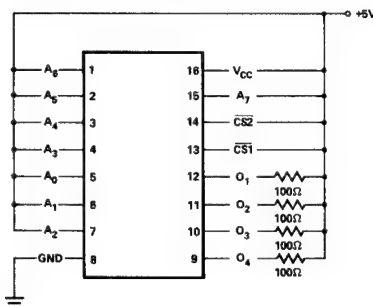 +5V
A6 1 16 VCC
A5 2 15 A7
A4 3 14 CS2
A3 4 13 CS1
A0 5 12 O1
100Ω
A1 6 11 O2
100Ω
A2 7 10 O3
100Ω
GND 8 9 O4
100Ω